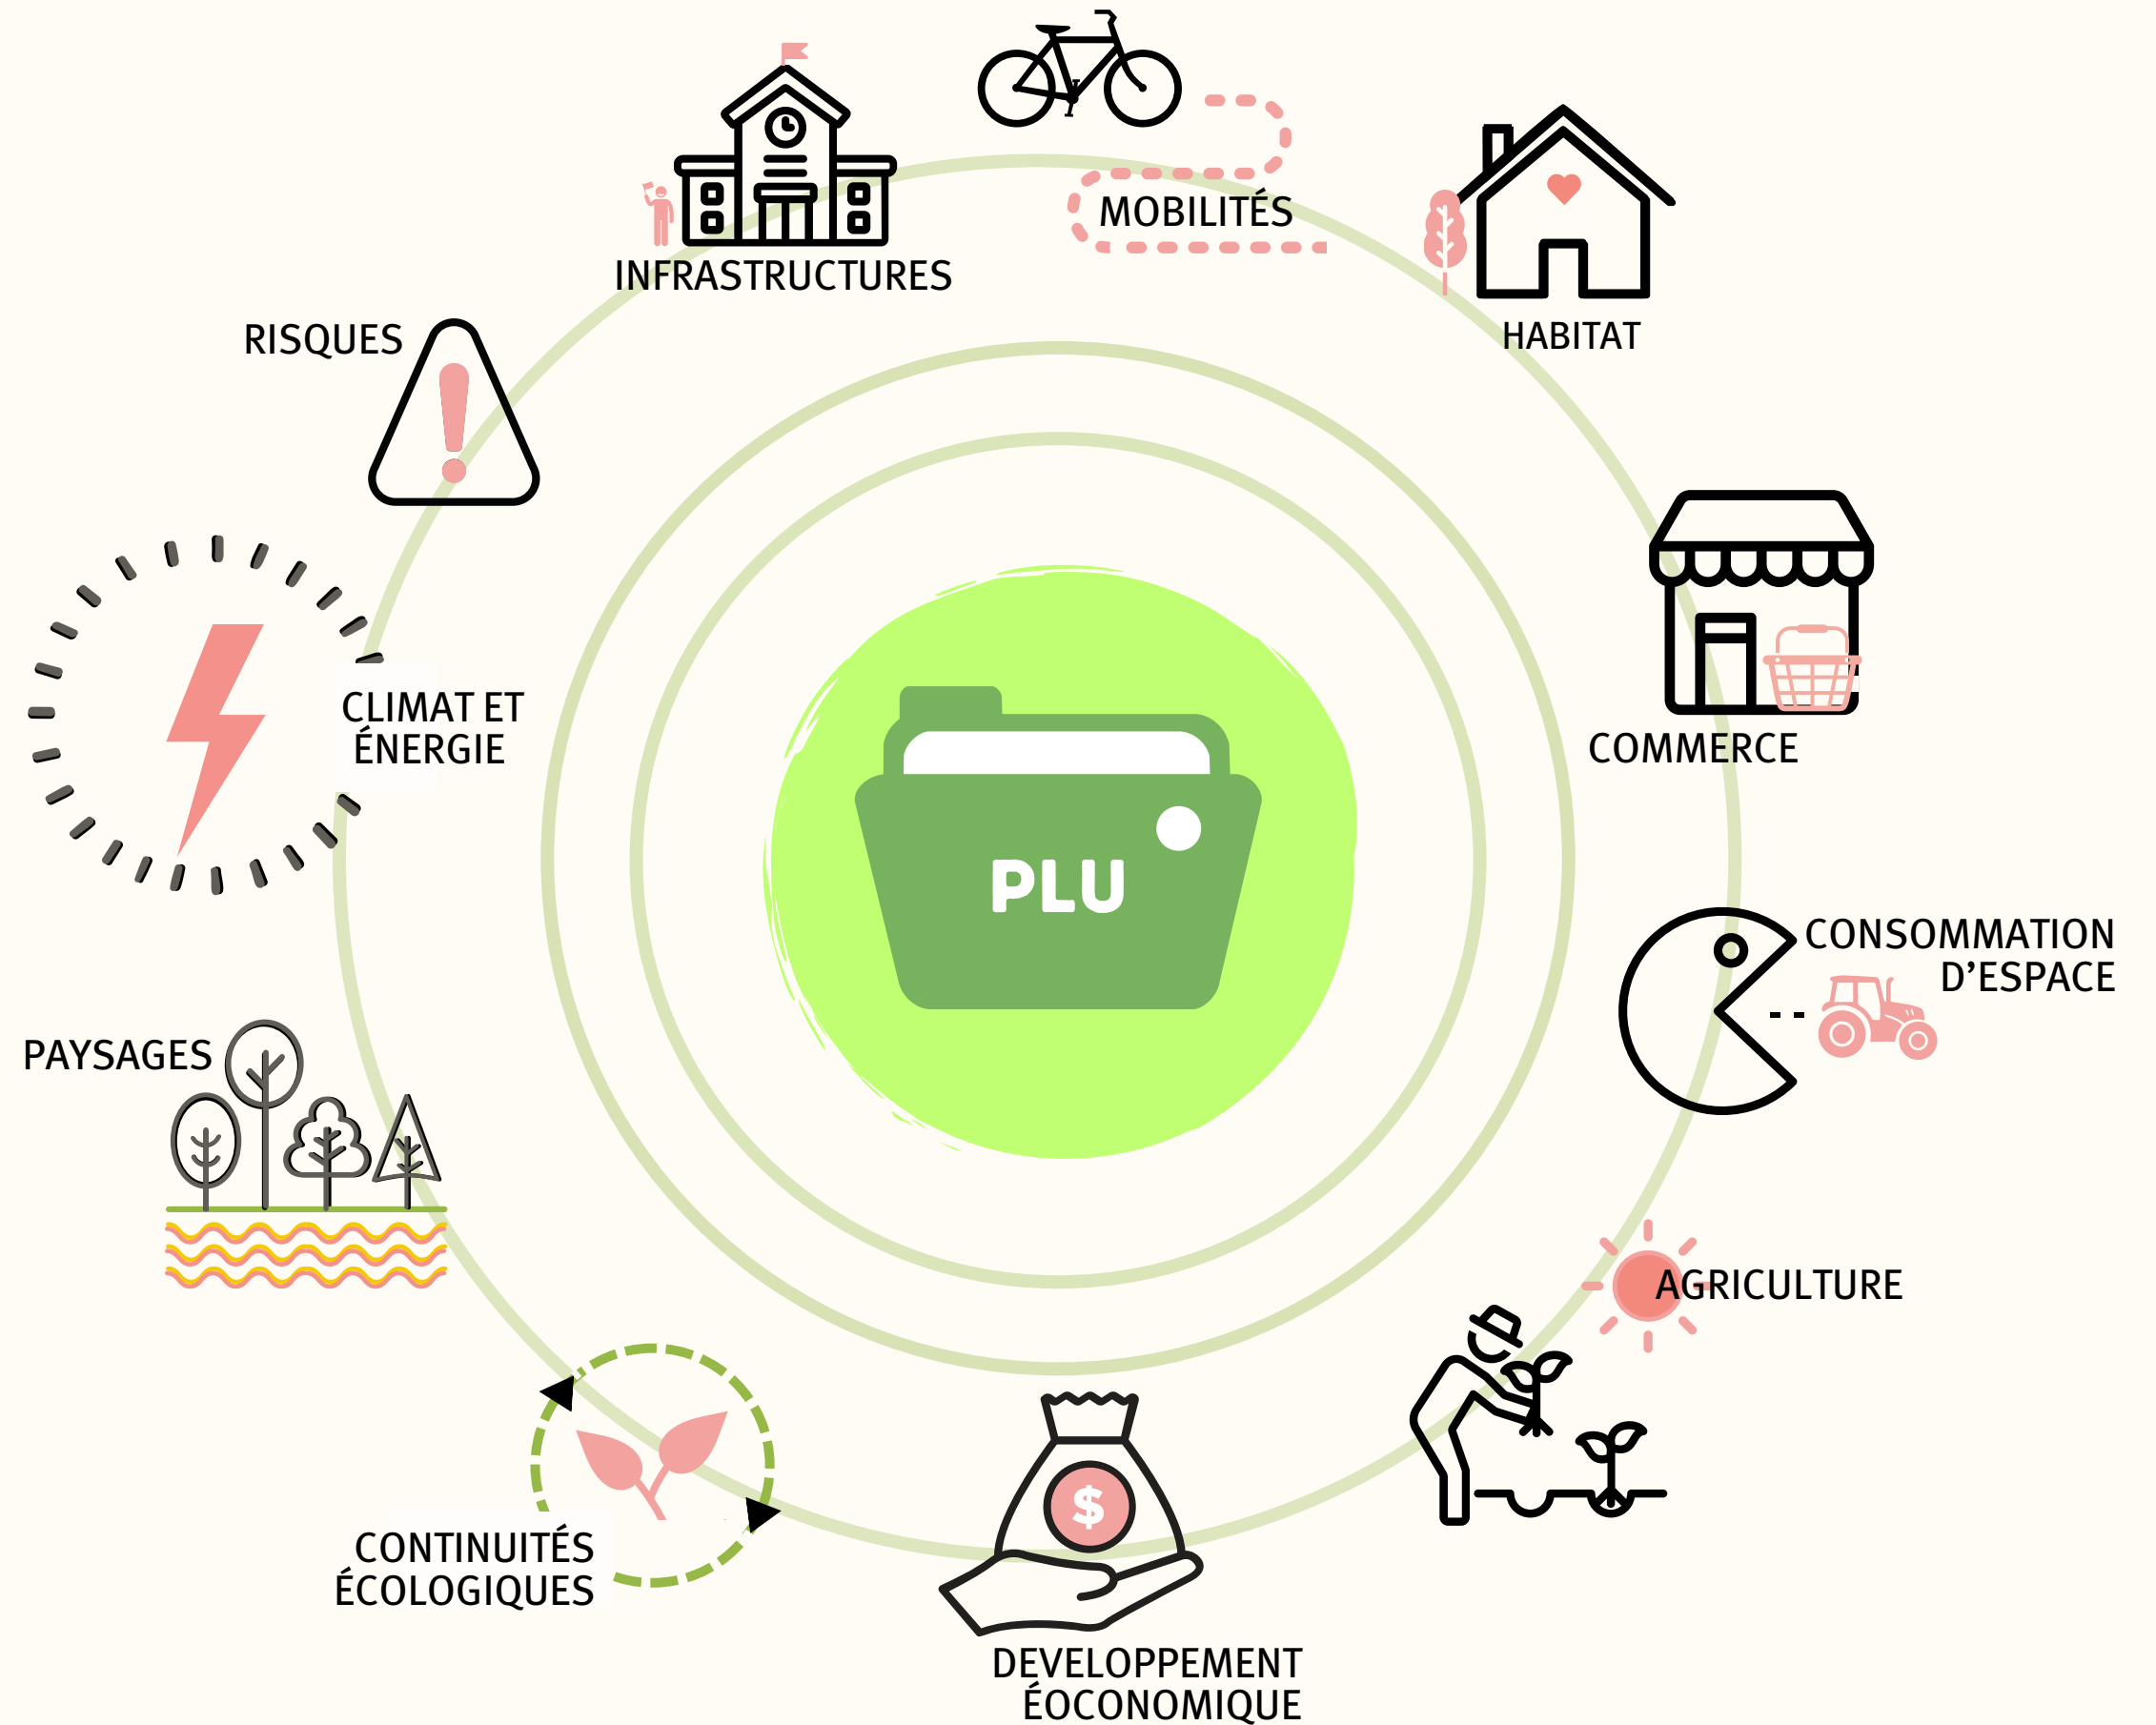 MOBILITÉS
INFRASTRUCTURES
HABITAT
RISQUES
CLIMAT ET
ÉNERGIE
COMMERCE
PLU
CONSOMMATION
D’ESPACE
PAYSAGES
AGRICULTURE
$
CONTINUITÉS
ÉCOLOGIQUES
DEVELOPPEMENT
ÉOCONOMIQUE